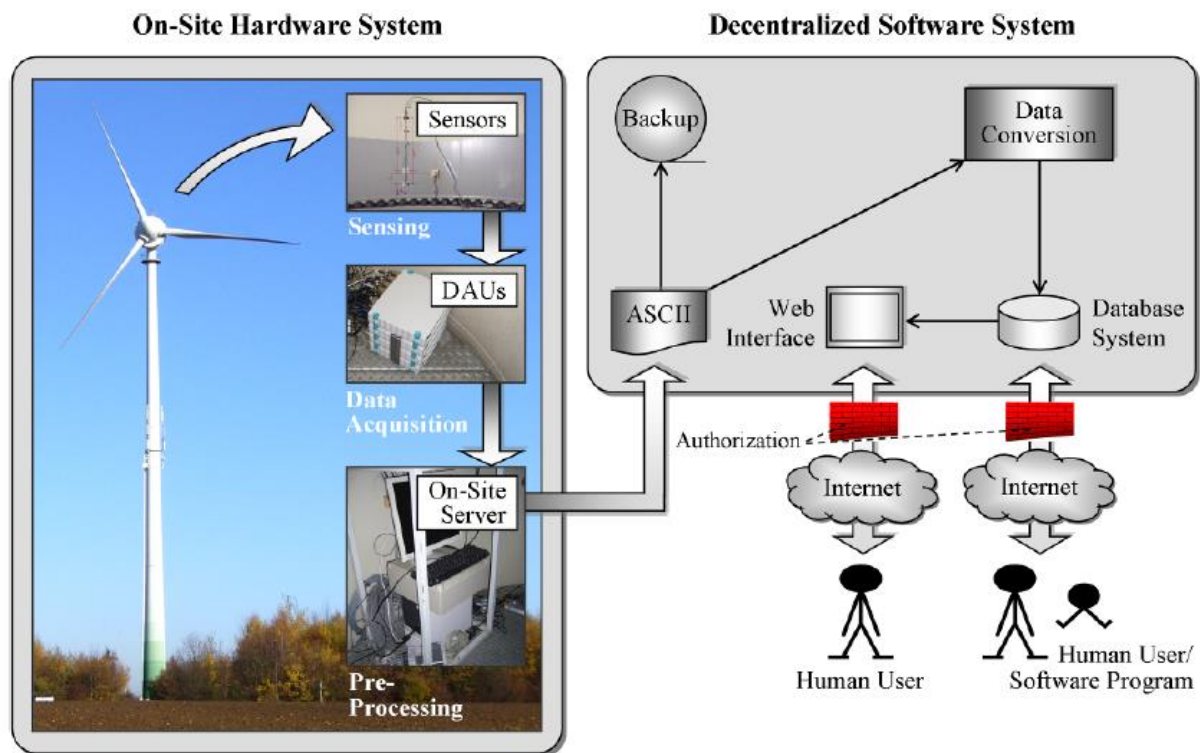 On-Site Hardware System
Sensors
Sensing
DAUs
Data
Acquisition
On-Site
Server
Pre-
Processing
Decentralized Software System
Backup
Data
Conversion
ASCII
Web
Interface
Database
System
Authorization
Internet
Internet
Human User
Human User/
Software Program